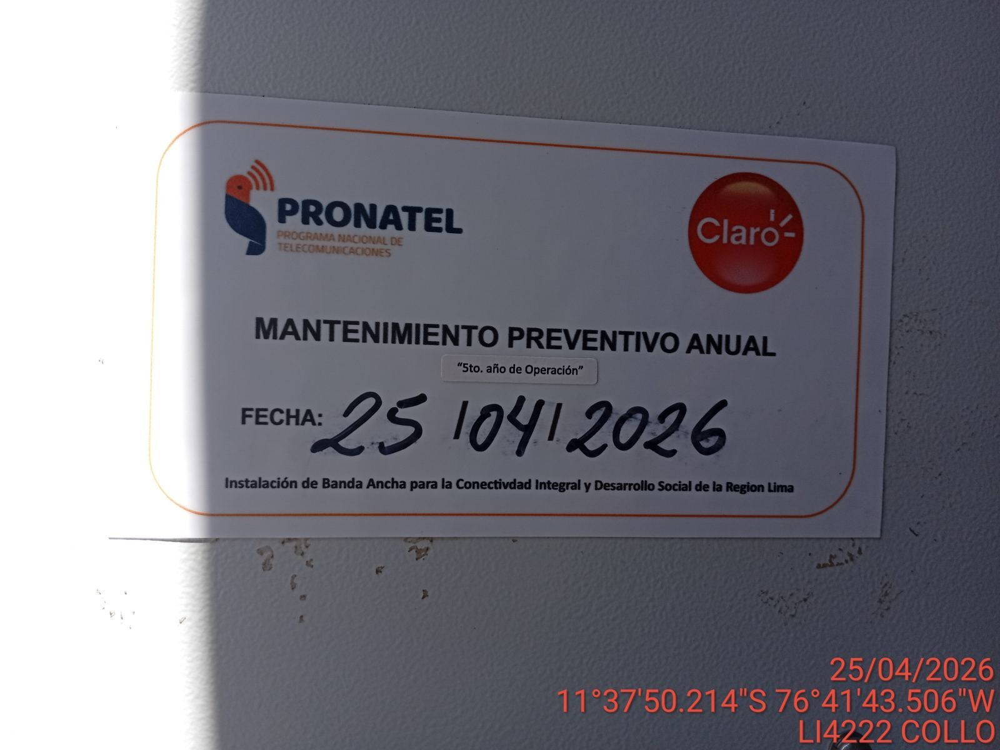 PRONATEL
PROGRAMA NACIONAL DE
TELECOMUNICACIONES
Claro
MANTENIMIENTO PREVENTIVO ANUAL
“5to. año de Operación”
FECHA: 25/04/2026
Instalación de Banda Ancha para la Conectivdad Integral y Desarrollo Social de la Region Lima
25/04/2026
11°37'50.214"S 76°41'43.506"W
LI4222 COLLO